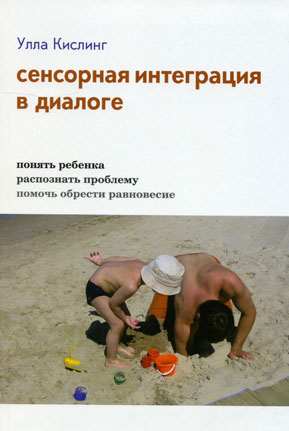 Улла Кислинг
сенсорная интеграция
в диалоге
понять ребенка
распознать проблему
помочь обрести равновесие